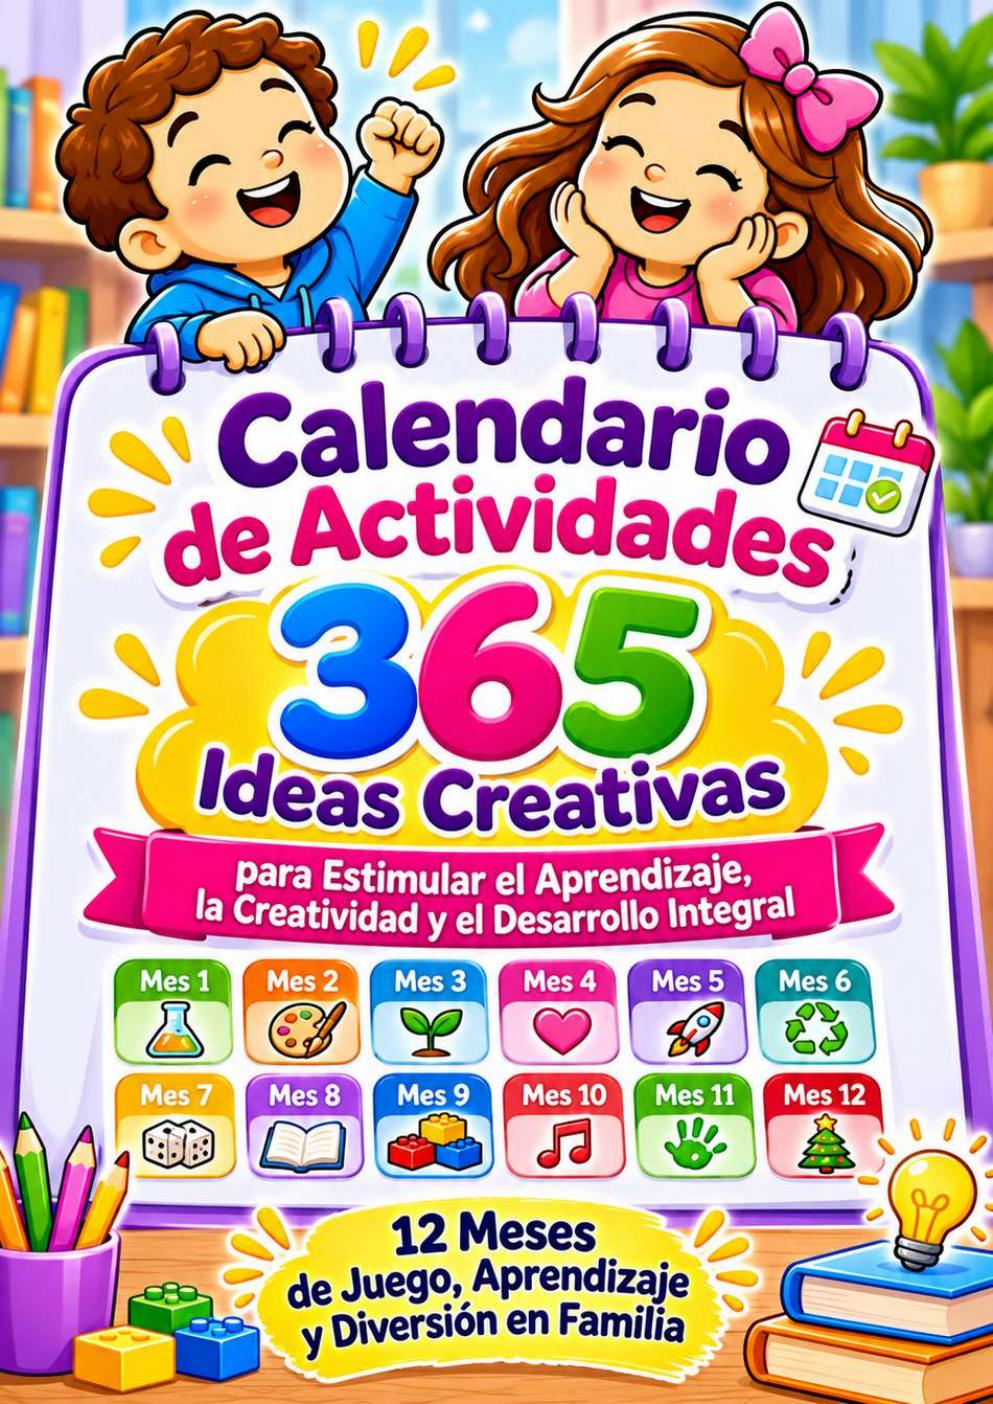 Calendario
de Actividades
365
Ideas Creativas
para Estimular el Aprendizaje,
la Creatividad y el Desarrollo Integral
Mes 1
Mes 2
Mes 3
Mes 4
Mes 5
Mes 6
Mes 7
Mes 8
Mes 9
Mes 10
Mes 11
Mes 12
12 Meses
de Juego, Aprendizaje
y Diversión en Familia